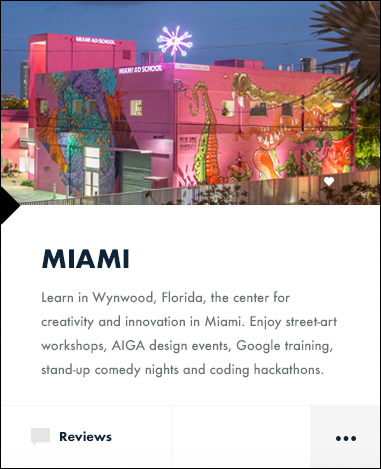 MIAMI AD SCHOOL
MIAMI AD SCHOOL
MIAMI
Learn in Wynwood, Florida, the center for
creativity and innovation in Miami. Enjoy street-art
workshops, AIGA design events, Google training,
stand-up comedy nights and coding hackathons.
Reviews